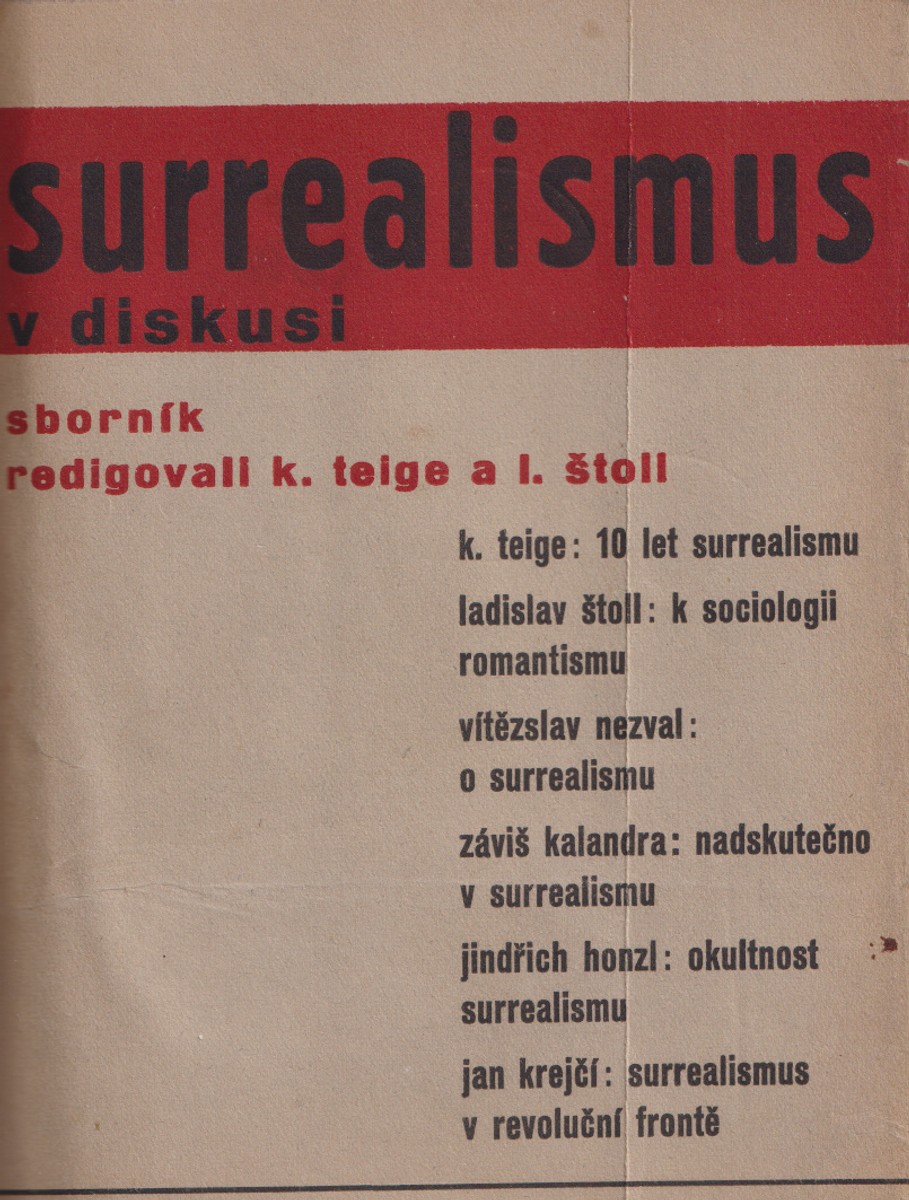 surrealismus
v diskusi
sborník
redigovali k. teige a l. štoll
k. teige: 10 let surrealismu
ladislav štoll: k sociologii
romantismu
vítězslav nezval:
o surrealismu
záviš kalandra: nadskutečno
v surrealismu
jindřich honzl: okultnost
surrealismu
jan krejčí: surrealismus
v revoluční frontě